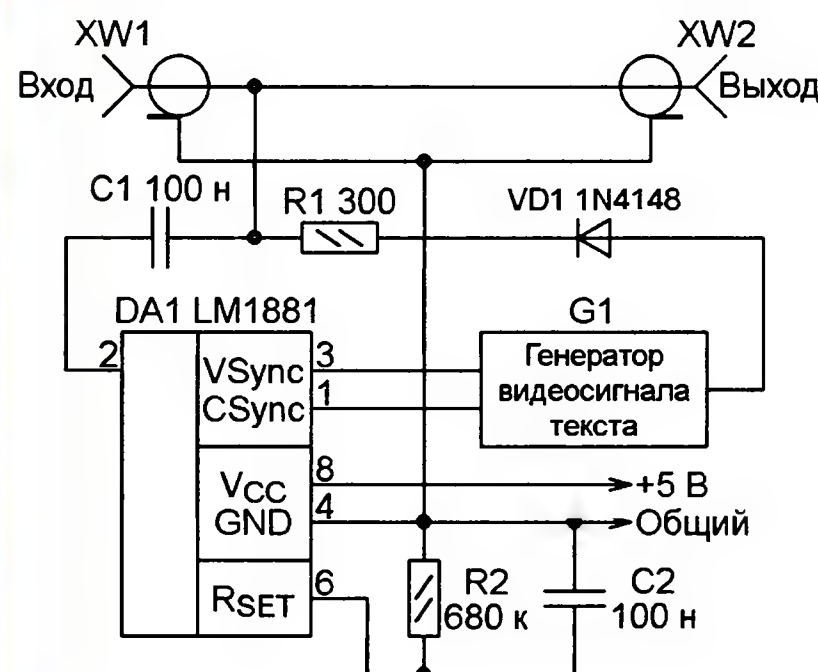 XW1
XW2
Вход
Выход
C1 100 н
R1 300
VD1 1N4148
DA1 LM1881
G1
2
VSync
3
CSync
1
Генератор
видеосигнала
текста
VCC
8
+5 В
GND
4
Общий
RSET
6
R2
680 к
C2
100 н